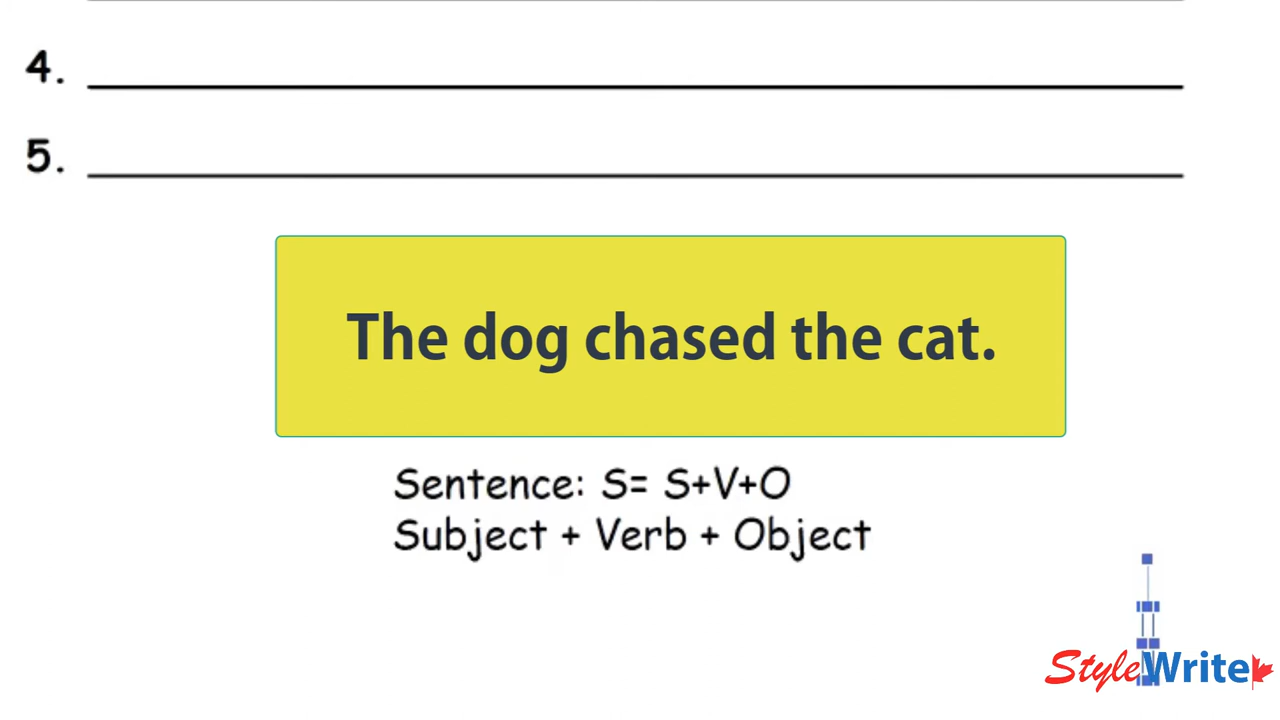 4.
5.
The dog chased the cat.
Sentence: S= S+V+O
Subject + Verb + Object
StyleWrite